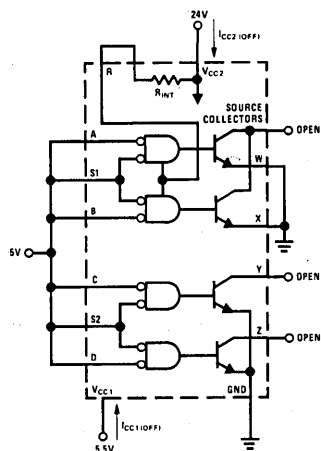 24V
ICC2 (OFF)
R
RINT
VCC2
SOURCE
COLLECTORS
A
OPEN
W
S1
B
X
5V
C
Y
OPEN
S2
Z
OPEN
D
VCC1
GND
ICC1 (OFF)
5.5V